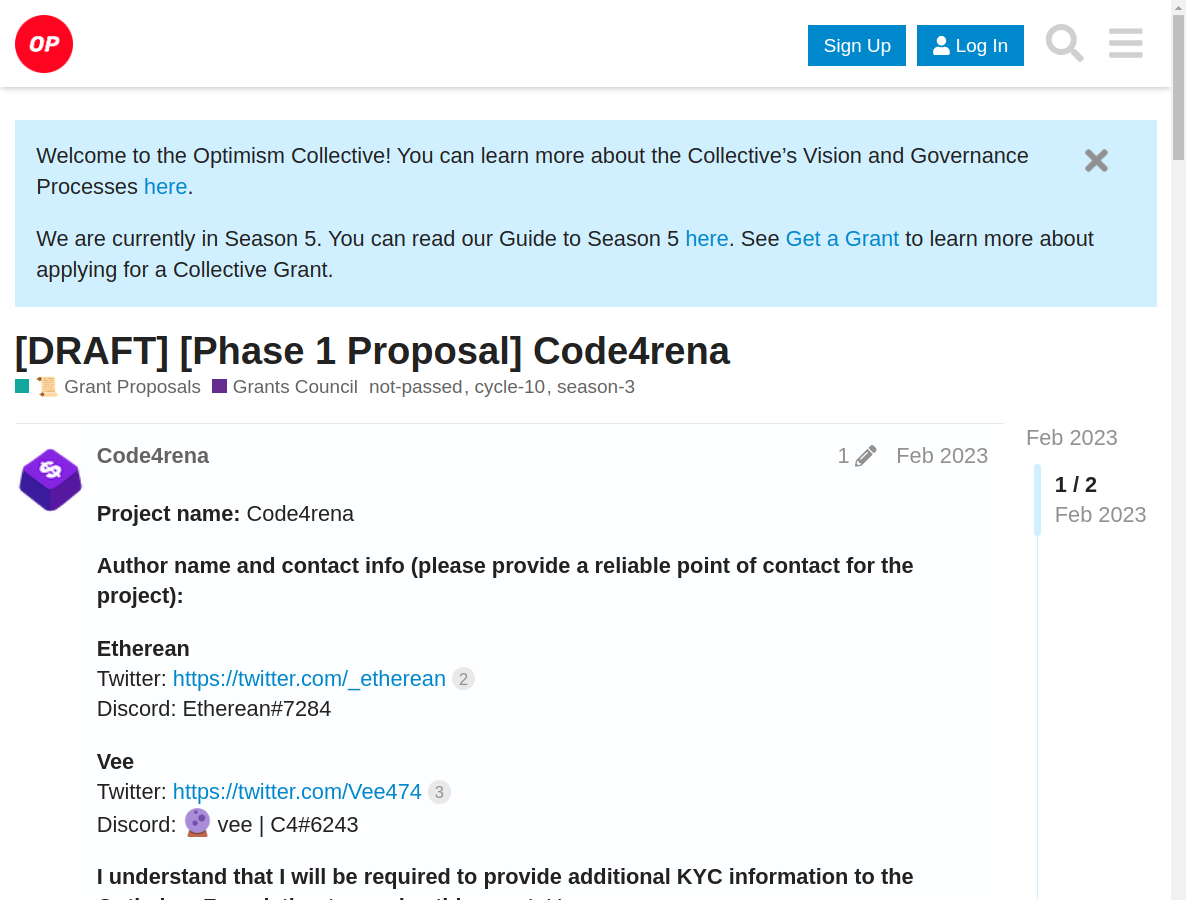 OP
Sign Up
Log In
Welcome to the Optimism Collective! You can learn more about the Collective’s Vision and Governance
Processes here.
We are currently in Season 5. You can read our Guide to Season 5 here. See Get a Grant to learn more about
applying for a Collective Grant.
[DRAFT] [Phase 1 Proposal] Code4rena
Grant Proposals Grants Council not-passed, cycle-10, season-3
Code4rena 1 Feb 2023
Feb 2023
1 / 2
Feb 2023
Project name: Code4rena
Author name and contact info (please provide a reliable point of contact for the
project):
Etherean
Twitter: https://twitter.com/_etherean 2
Discord: Etherean#7284
Vee
Twitter: https://twitter.com/Vee474 3
Discord: 🔮 vee | C4#6243
I understand that I will be required to provide additional KYC information to the